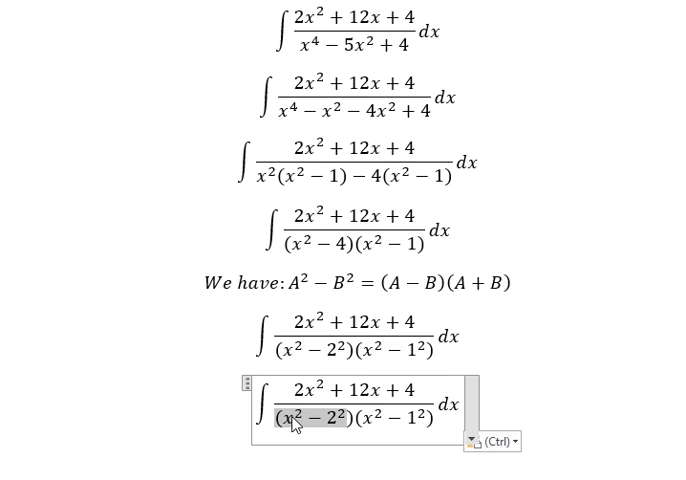 ∫ (2x² + 12x + 4)/(x⁴ − 5x² + 4) dx
∫ (2x² + 12x + 4)/(x⁴ − x² − 4x² + 4) dx
∫ (2x² + 12x + 4)/(x²(x² − 1) − 4(x² − 1)) dx
∫ (2x² + 12x + 4)/((x² − 4)(x² − 1)) dx
We have: A² − B² = (A − B)(A + B)
∫ (2x² + 12x + 4)/((x² − 2²)(x² − 1²)) dx
∫ (2x² + 12x + 4)/((x² − 2²)(x² − 1²)) dx
(Ctrl)